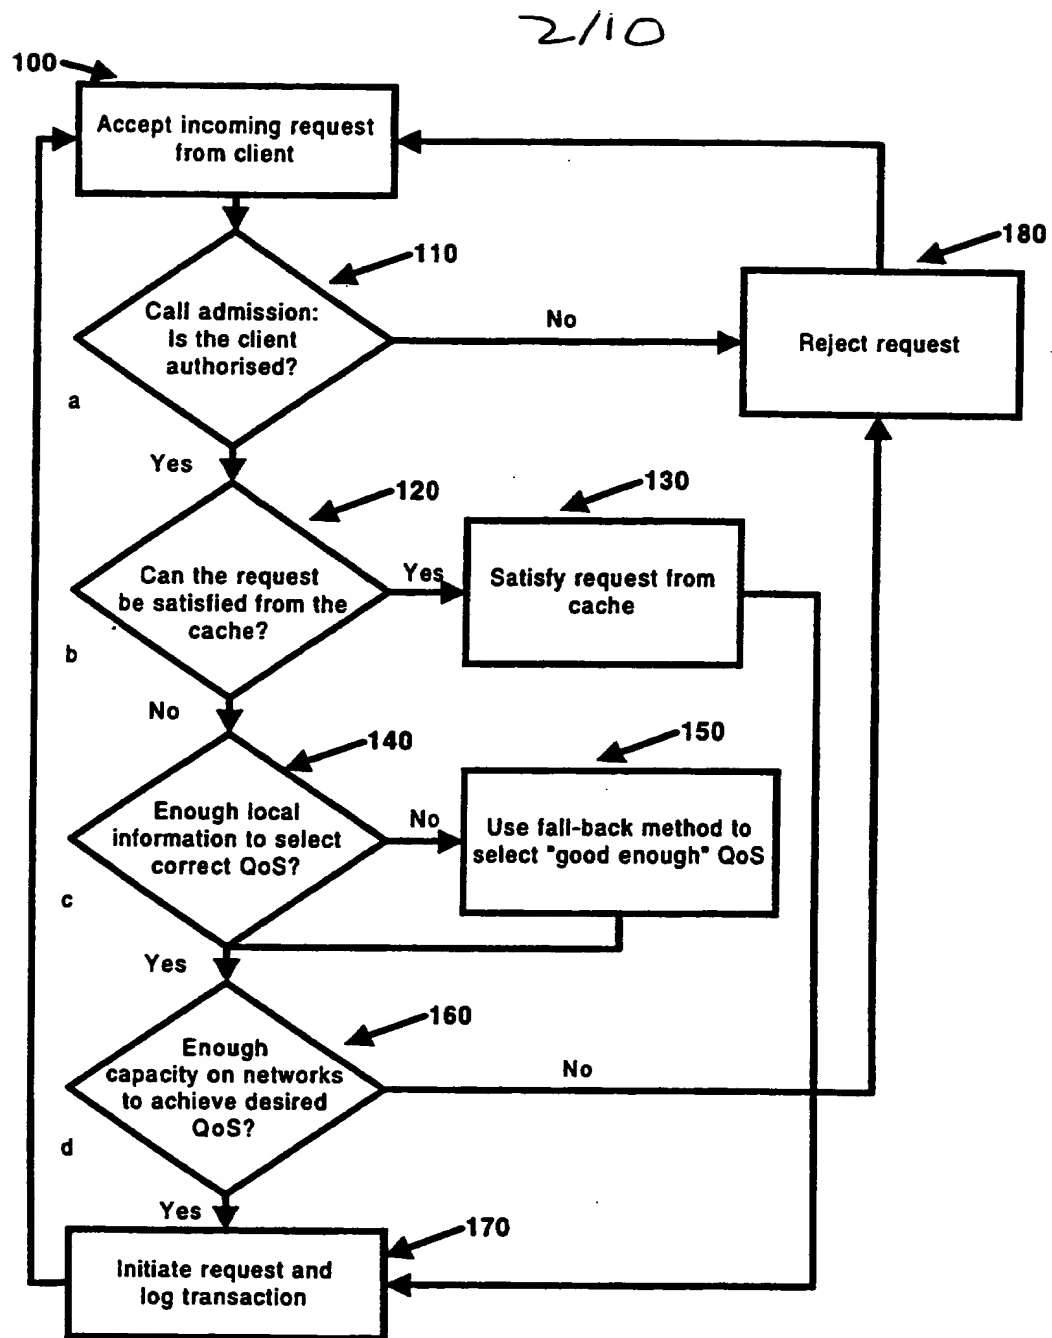 2/10
100
Accept incoming request
from client
110
180
Call admission:
Is the client
authorised?
No
Reject request
a
Yes
120
130
Can the request
be satisfied from the
cache?
Yes
Satisfy request from
cache
b
No
140
150
Enough local
information to select
correct QoS?
No
Use fall-back method to
select "good enough" QoS
c
Yes
160
Enough
capacity on networks
to achieve desired
QoS?
No
d
Yes
170
Initiate request and
log transaction